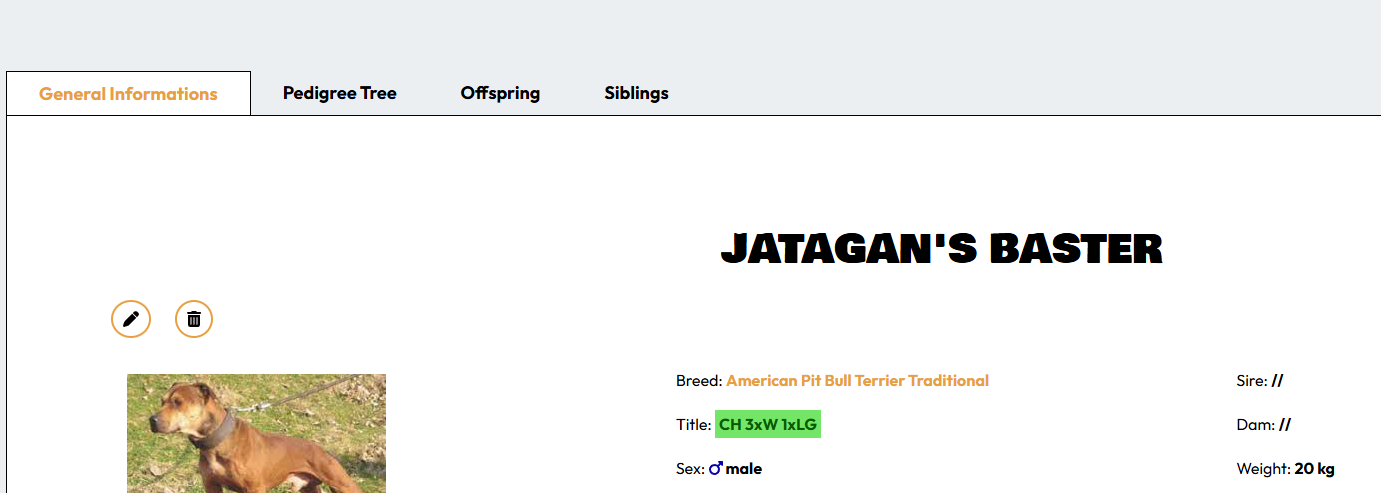 General Informations Pedigree Tree Offspring Siblings
JATAGAN'S BASTER
Breed: American Pit Bull Terrier Traditional Sire: //
Title: CH 3xW 1xLG Dam: //
Sex: ♂ male Weight: 20 kg